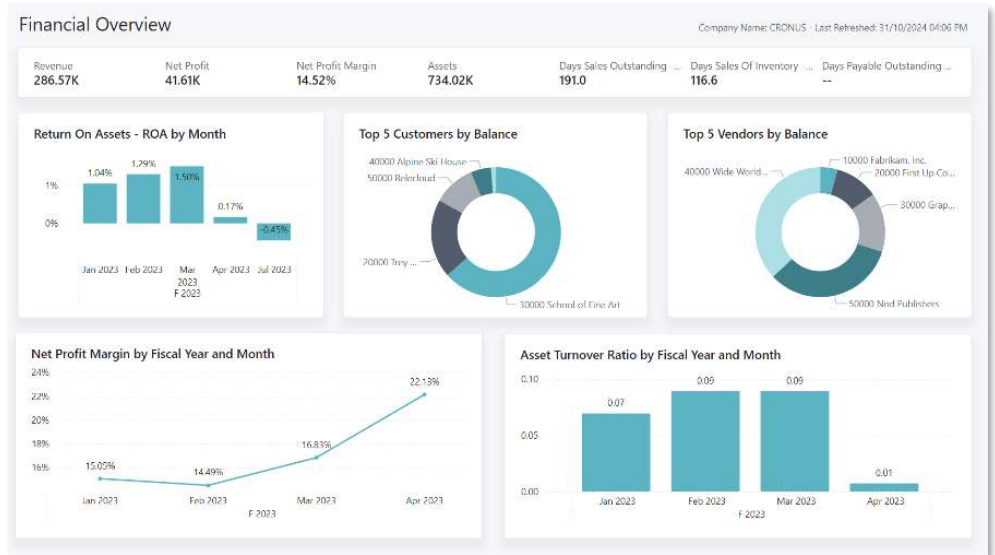 Financial Overview
Company Name: CRONUS - Last Refreshed: 31/10/2024 04:06 PM
Revenue
286.57K
Net Profit
41.61K
Net Profit Margin
14.52%
Assets
734.02K
Days Sales Outstanding ...
191.0
Days Sales Of Inventory ...
116.6
Days Payable Outstanding ...
--
Return On Assets - ROA by Month
1%
0%
1.04%
1.29%
1.50%
0.17%
-0.45%
Jan 2023
Feb 2023
Mar
2023
Apr 2023
Jul 2023
F 2023
Top 5 Customers by Balance
40000 Alpine Ski House
50000 Relecloud
20000 Trey ...
30000 School of Fine Art
Top 5 Vendors by Balance
10000 Fabrikam, Inc.
40000 Wide World...
20000 First Up Co...
30000 Grap...
50000 Nod Publishers
Net Profit Margin by Fiscal Year and Month
24%
22%
20%
18%
16%
15.05%
14.49%
16.83%
22.13%
Jan 2023
Feb 2023
Mar 2023
Apr 2023
F 2023
Asset Turnover Ratio by Fiscal Year and Month
0.10
0.05
0.00
0.07
0.09
0.09
0.01
Jan 2023
Feb 2023
Mar 2023
Apr 2023
F 2023